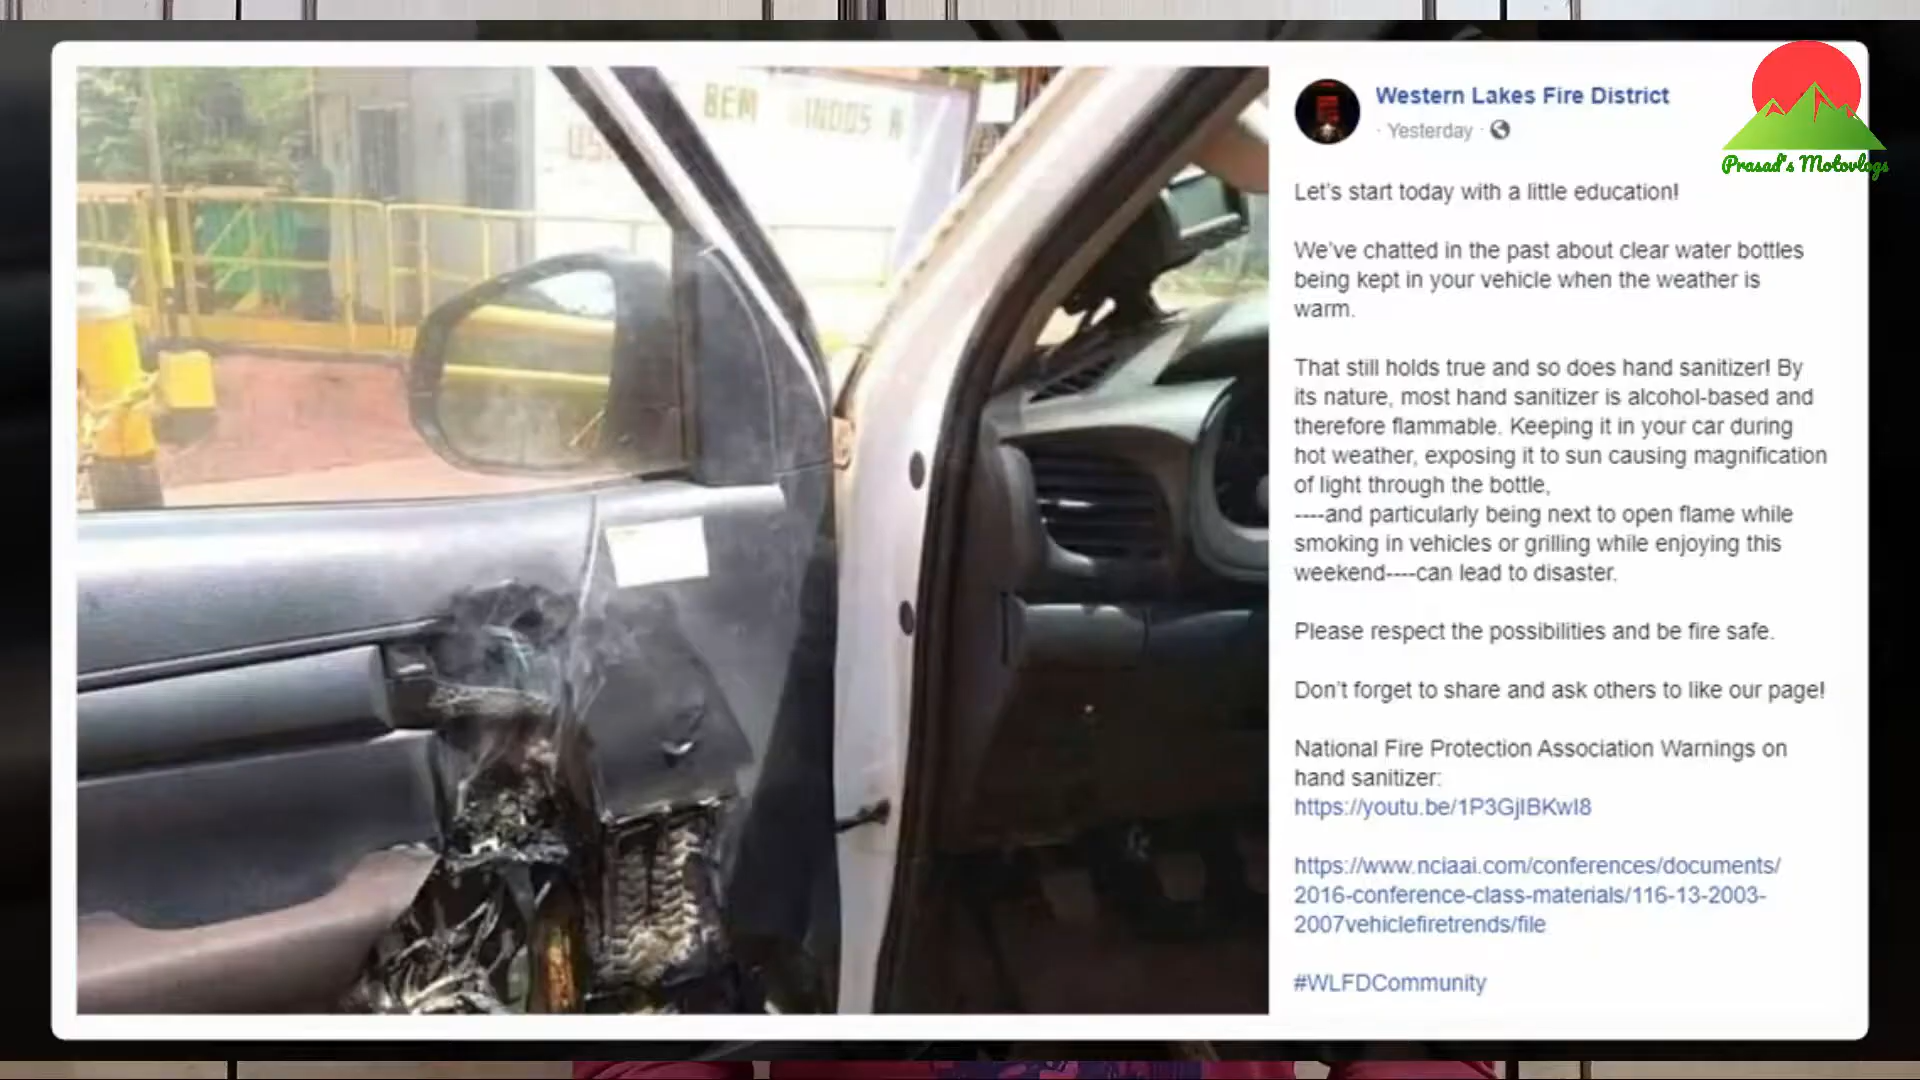 BEM
Western Lakes Fire District
· Yesterday ·
Prasad's Motovlogs
Let's start today with a little education!
We've chatted in the past about clear water bottles
being kept in your vehicle when the weather is
warm.
That still holds true and so does hand sanitizer! By
its nature, most hand sanitizer is alcohol-based and
therefore flammable. Keeping it in your car during
hot weather, exposing it to sun causing magnification
of light through the bottle,
----and particularly being next to open flame while
smoking in vehicles or grilling while enjoying this
weekend----can lead to disaster.
Please respect the possibilities and be fire safe.
Don't forget to share and ask others to like our page!
National Fire Protection Association Warnings on
hand sanitizer:
https://youtu.be/1P3GjIBKwI8
https://www.nciaai.com/conferences/documents/
2016-conference-class-materials/116-13-2003-
2007vehiclefiretrends/file
#WLFDCommunity